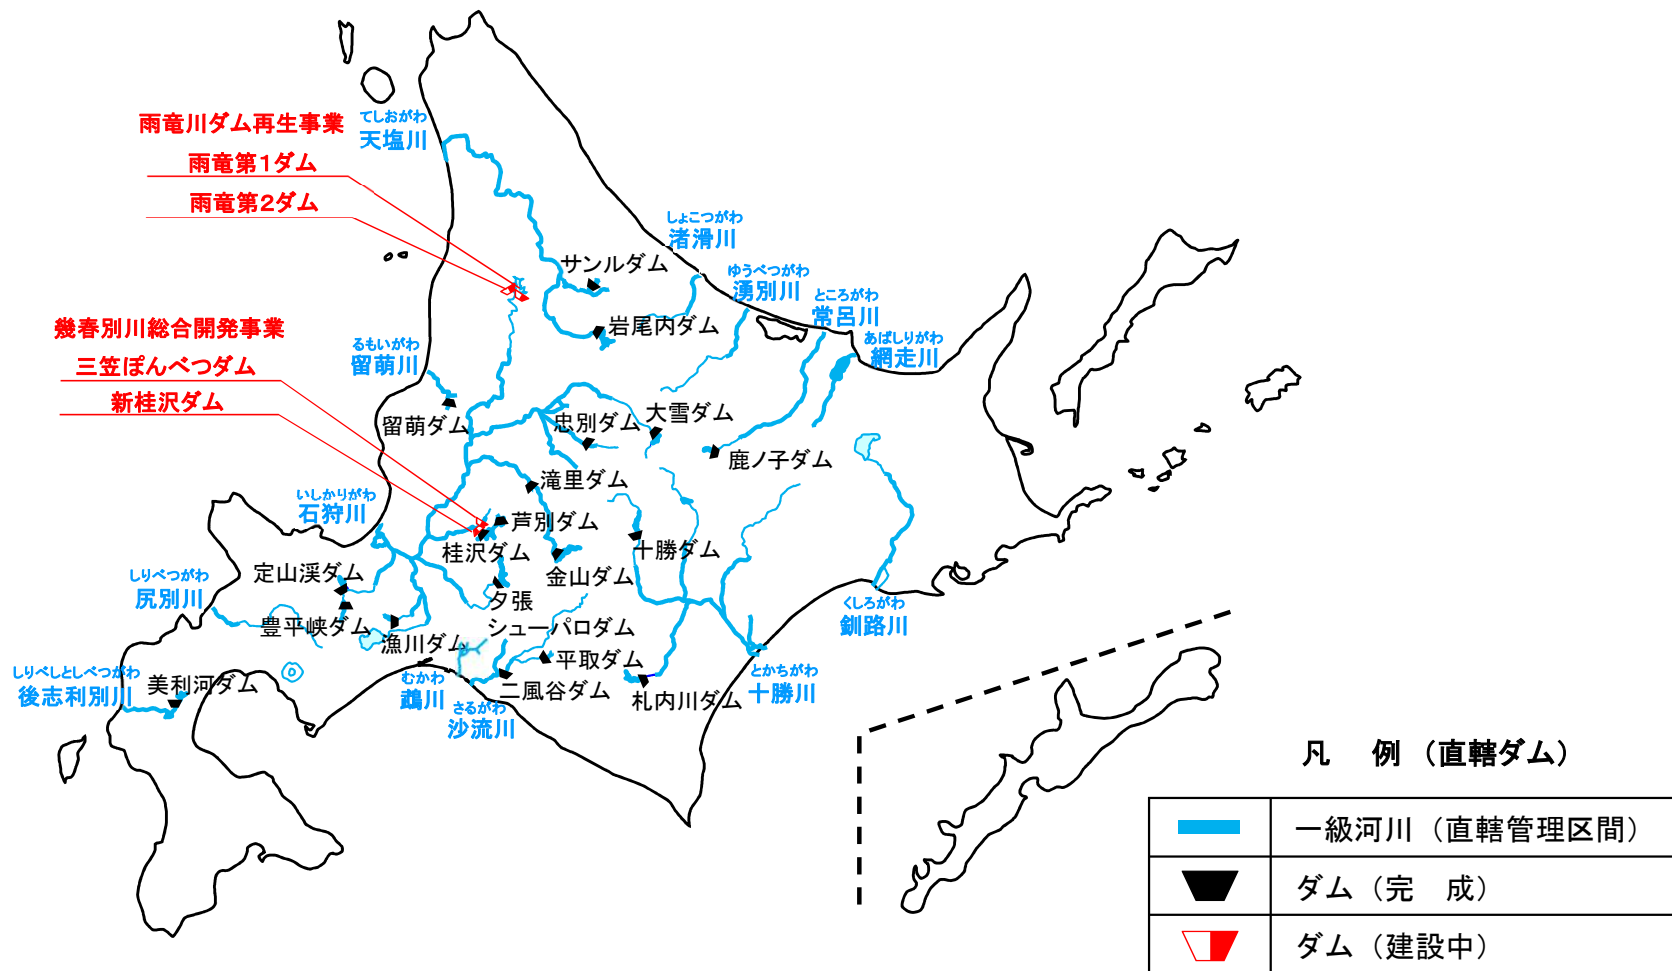 てしおがわ
天塩川
雨竜川ダム再生事業
雨竜第1ダム
雨竜第2ダム
しょこつがわ
渚滑川
サンルダム
ゆうべつがわ
湧別川
ところがわ
常呂川
あばしりがわ
網走川
岩尾内ダム
幾春別川総合開発事業
三笠ぽんべつダム
新桂沢ダム
るもいがわ
留萌川
留萌ダム
忠別ダム
大雪ダム
鹿ノ子ダム
滝里ダム
いしかりがわ
石狩川
芦別ダム
桂沢ダム
金山ダム
十勝ダム
定山渓ダム
しりべつがわ
尻別川
夕張
シューパロダム
豊平峡ダム
漁川ダム
くしろがわ
釧路川
平取ダム
二風谷ダム
札内川ダム
とかちがわ
十勝川
むかわ
鵡川
さるがわ
沙流川
しりべしとしべつがわ
後志利別川
美利河ダム
凡 例 （直轄ダム）
一級河川（直轄管理区間）
ダム（完 成）
ダム（建設中）